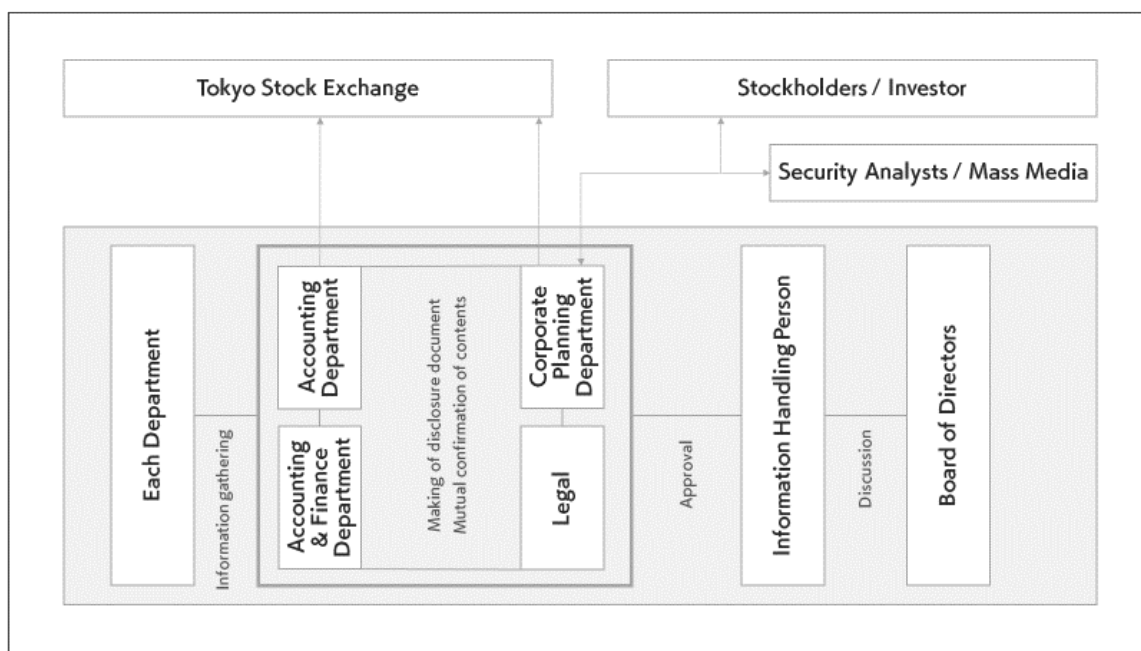 Tokyo Stock Exchange
Stockholders / Investor
Security Analysts / Mass Media
Each Department
Information gathering
Accounting
Department
Accounting
& Finance
Department
Making of disclosure document
Mutual confirmation of contents
Corporate
Planning
Department
Legal
Approval
Information Handling Person
Discussion
Board of Directors